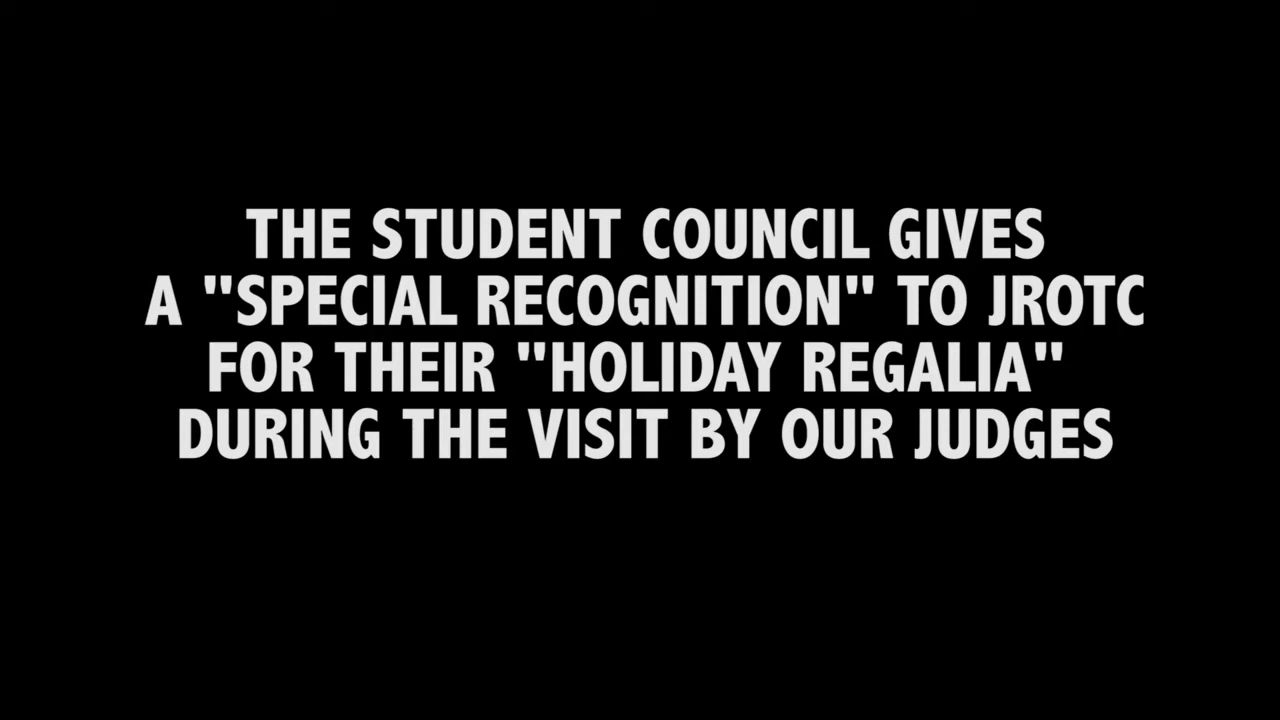 THE STUDENT COUNCIL GIVES
A "SPECIAL RECOGNITION" TO JROTC
FOR THEIR "HOLIDAY REGALIA"
DURING THE VISIT BY OUR JUDGES